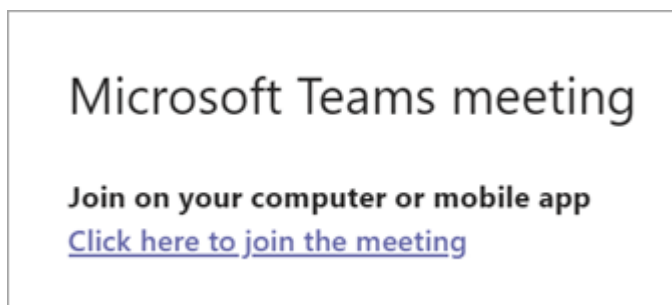 Microsoft Teams meeting
Join on your computer or mobile app
Click here to join the meeting